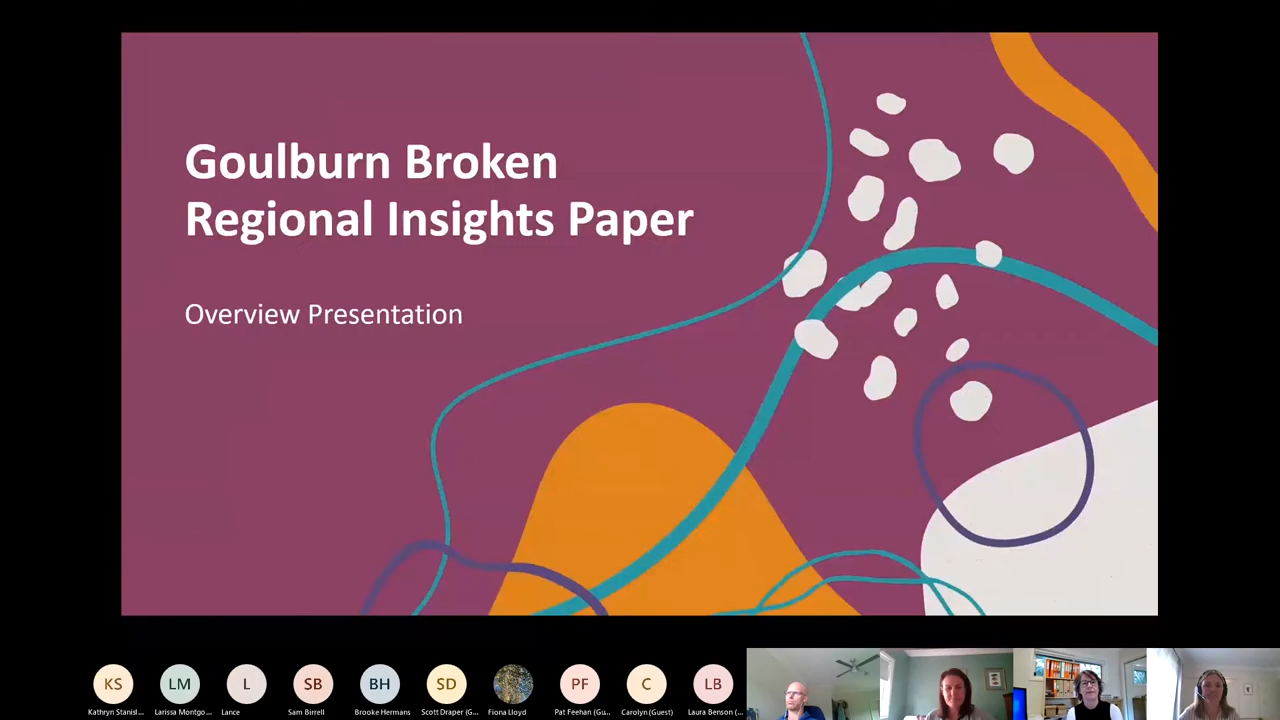 Goulburn Broken
Regional Insights Paper
Overview Presentation
KS
LM
L
SB
BH
SD
PF
C
LB
Kathryn Stanisl...
Larissa Montgo...
Lance
Sam Birrell
Brooke Hermans
Scott Draper (G...
Fiona Lloyd
Pat Feehan (Gu...
Carolyn(Guest)
Laura Benson (...